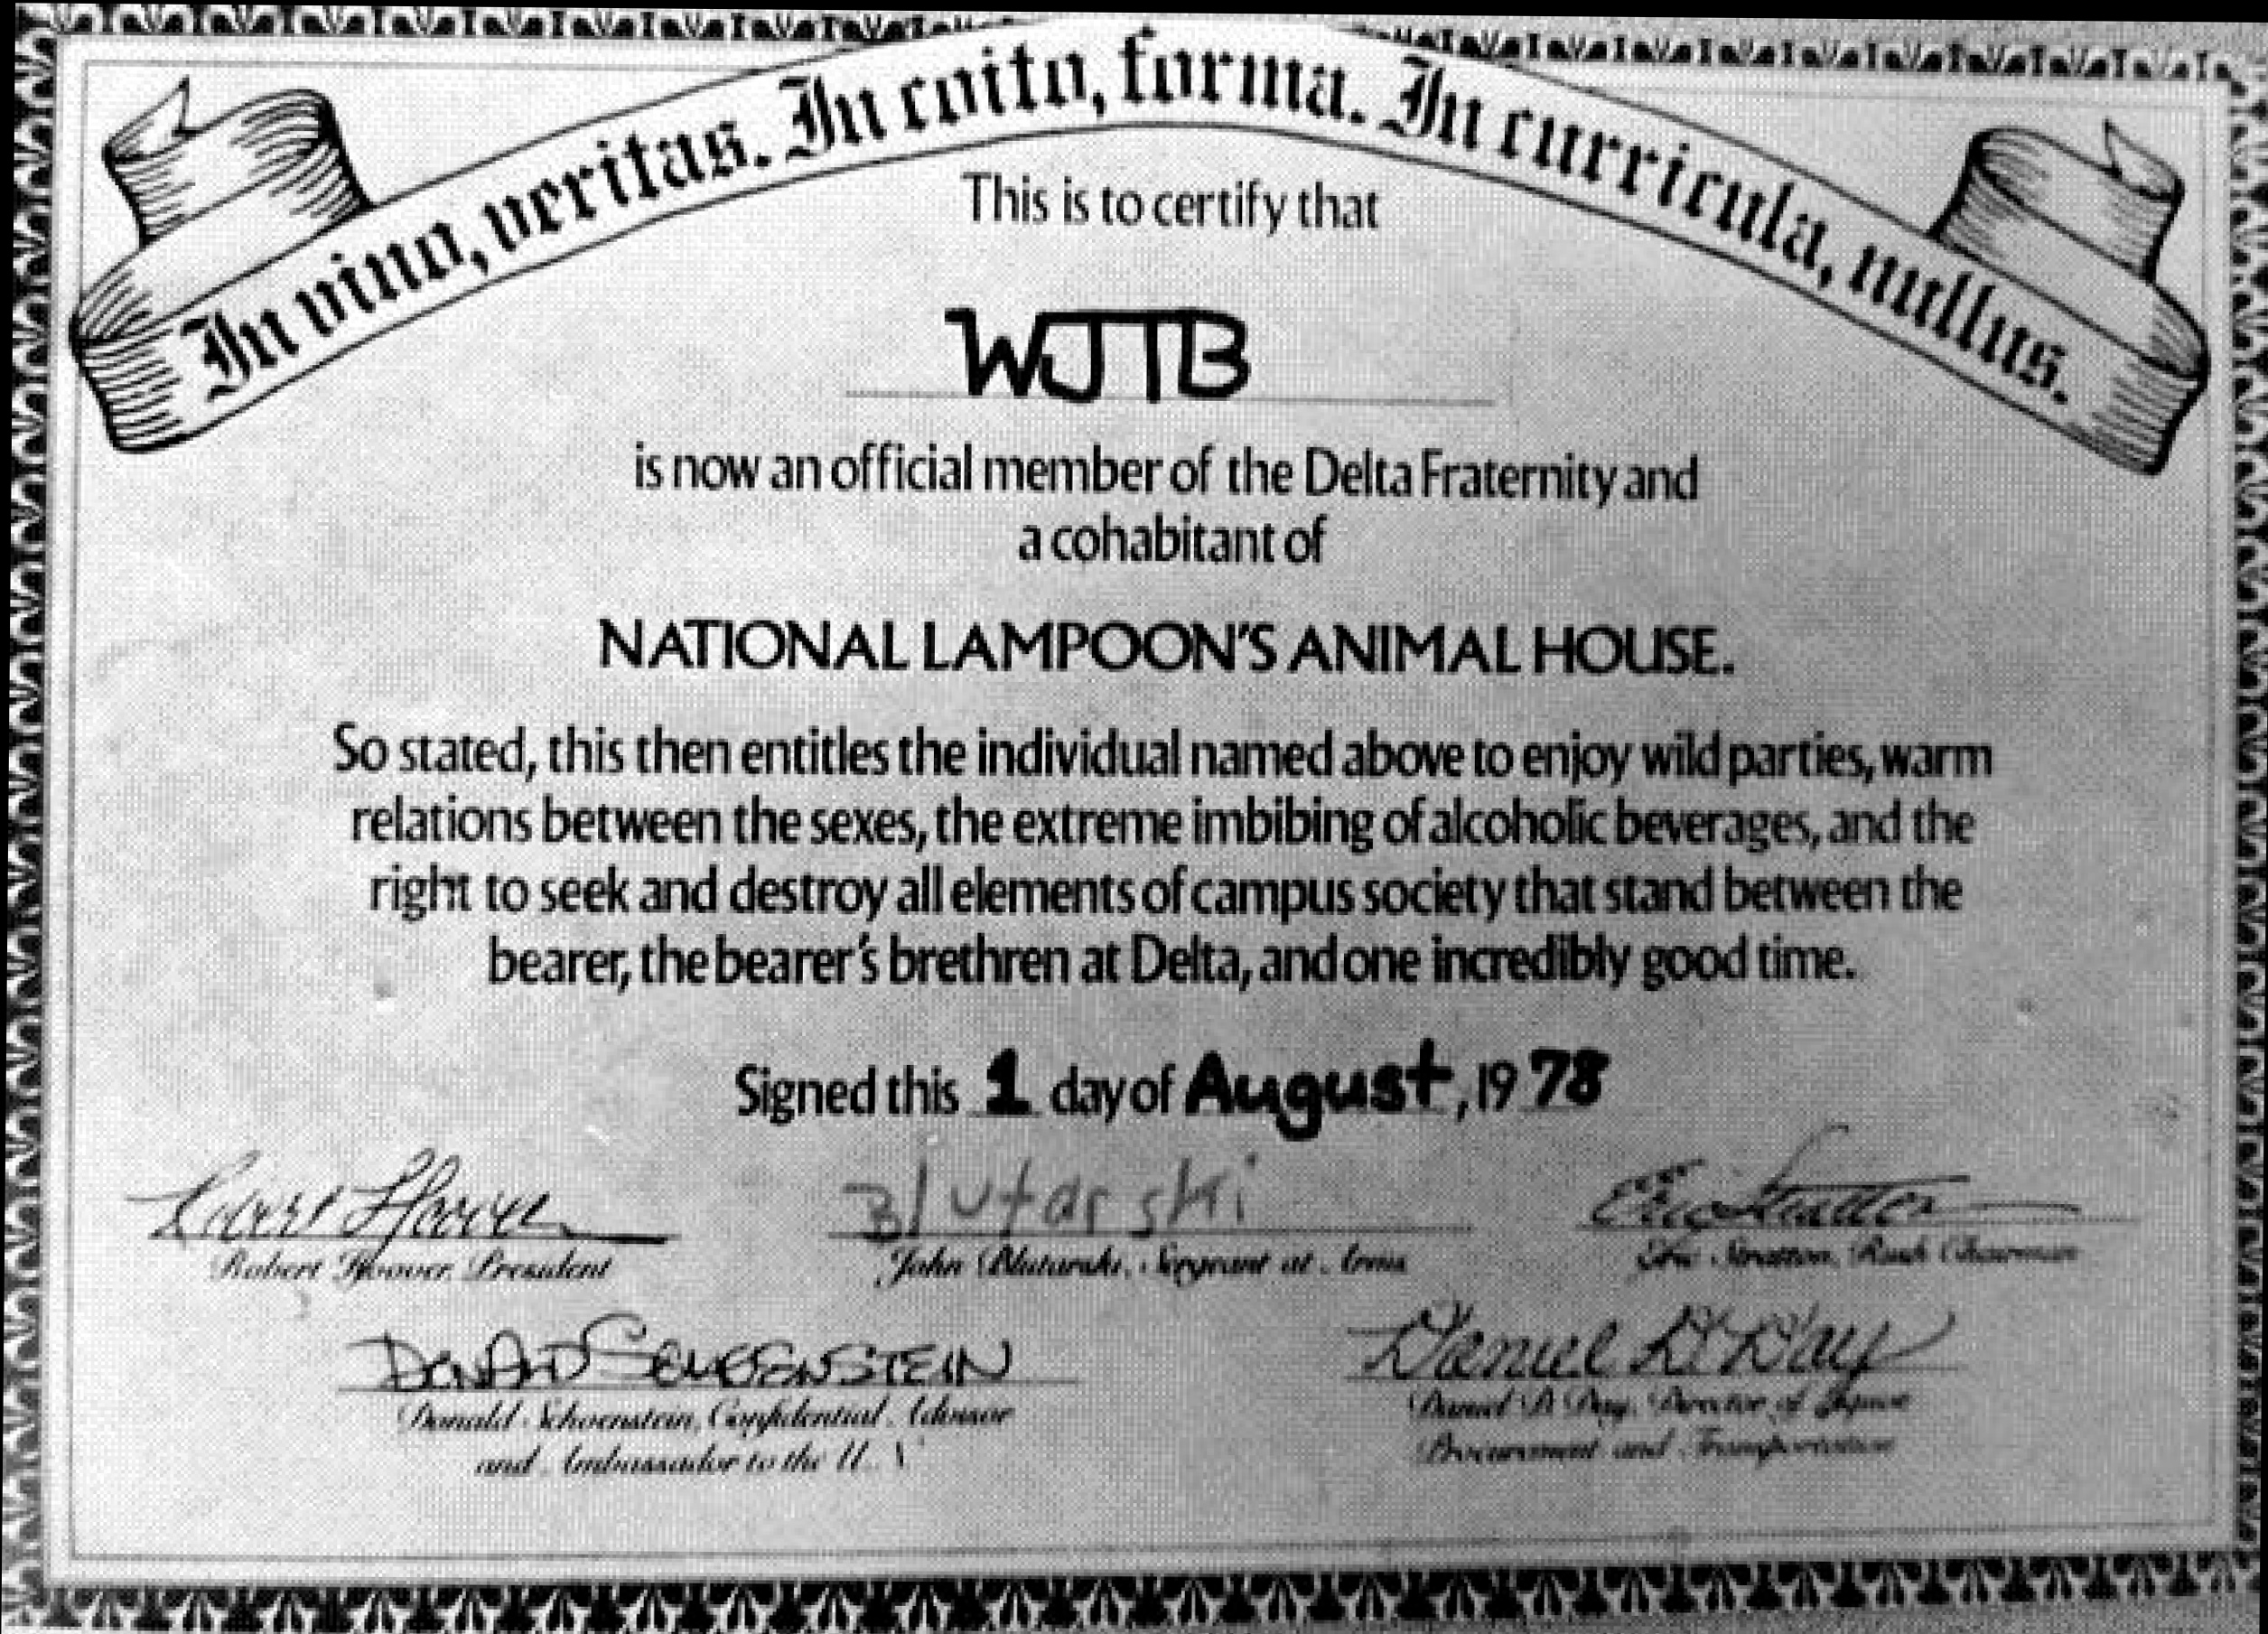 In vino, veritas. In coito, forma. In curricula, nullus.
This is to certify that
WJTB
is now an official member of the Delta Fraternity and
a cohabitant of
NATIONAL LAMPOON'S ANIMAL HOUSE.
So stated, this then entitles the individual named above to enjoy wild parties, warm
relations between the sexes, the extreme imbibing of alcoholic beverages, and the
right to seek and destroy all elements of campus society that stand between the
bearer, the bearer's brethren at Delta, and one incredibly good time.
Signed this 1 day of August, 1978
Robert Hoover Blutarski Eric Stratton
Robert Hoover, President John Blutarski, Sergeant at Arms Eric Stratton, Rush Chairman
Donald Schoenstein Daniel D. Day
Donald Schoenstein, Confidential Advisor Daniel D. Day, Director of
and Ambassador to the U. N. Procurement and Transportation